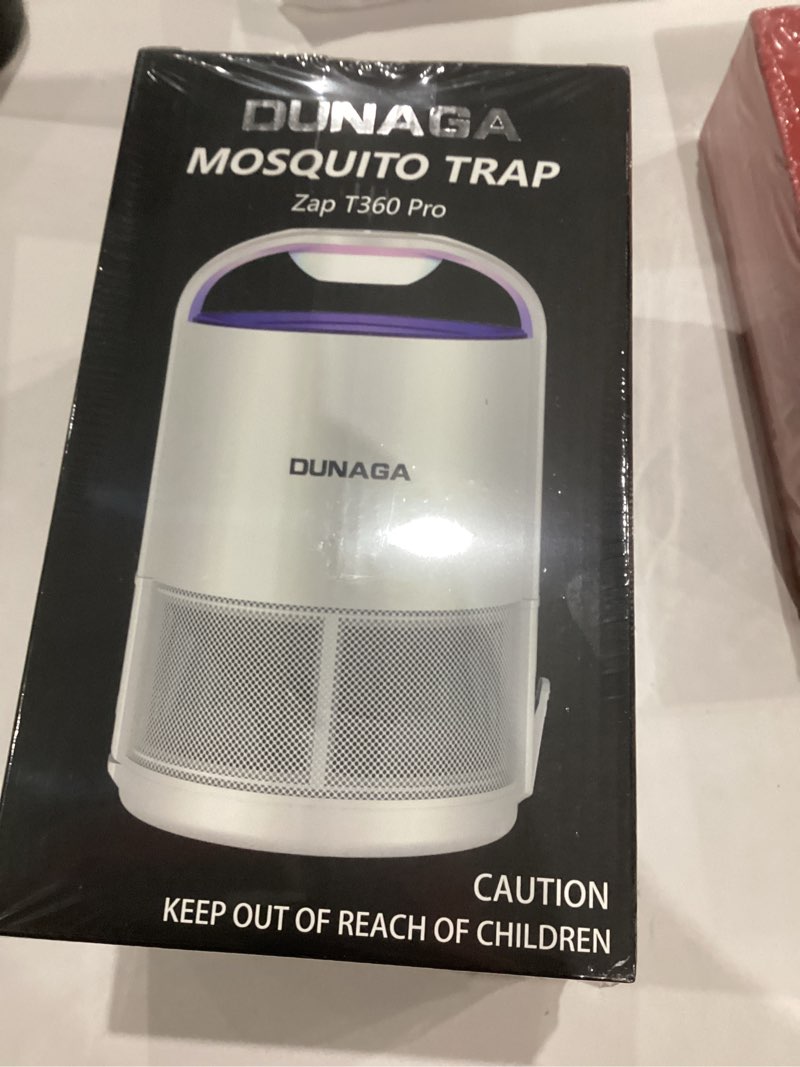 DUNAGA
MOSQUITO TRAP
Zap T360 Pro
DUNAGA
CAUTION
KEEP OUT OF REACH OF CHILDREN